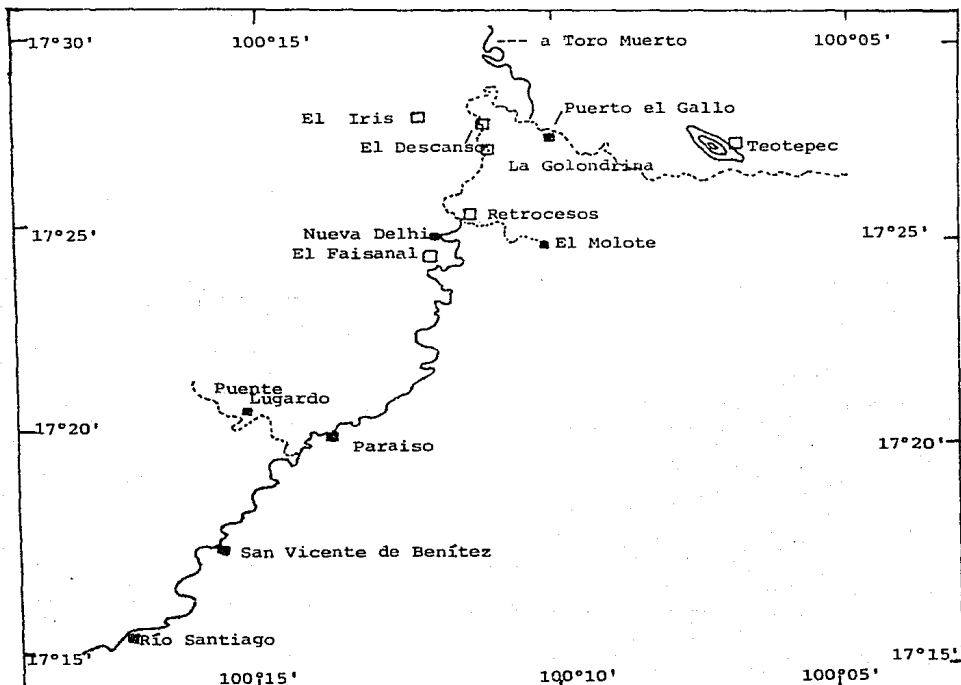 17°30'
100°15'
a Toro Muerto
100°05'
Puerto el Gallo
El Iris
El Descanso
Teotepec
La Golondrina
Retrocesos
Nueva Delhi
17°25'
17°25'
El Molote
El Faisanal
Puente
Lugardo
17°20'
17°20'
Paraiso
San Vicente de Benítez
Río Santiago
17°15'
17°15'
100°15'
100°10'
100°05'